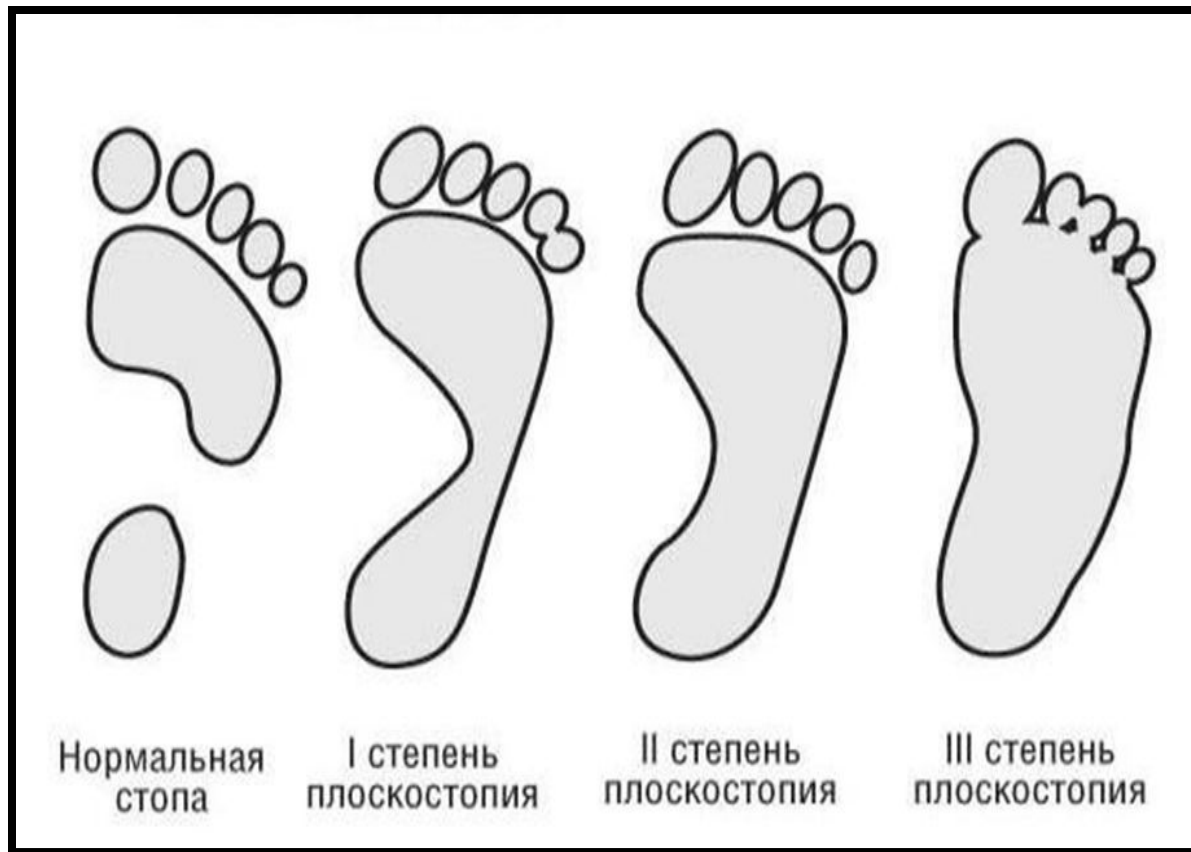 Нормальная
стопа
I степень
плоскостопия
II степень
плоскостопия
III степень
плоскостопия